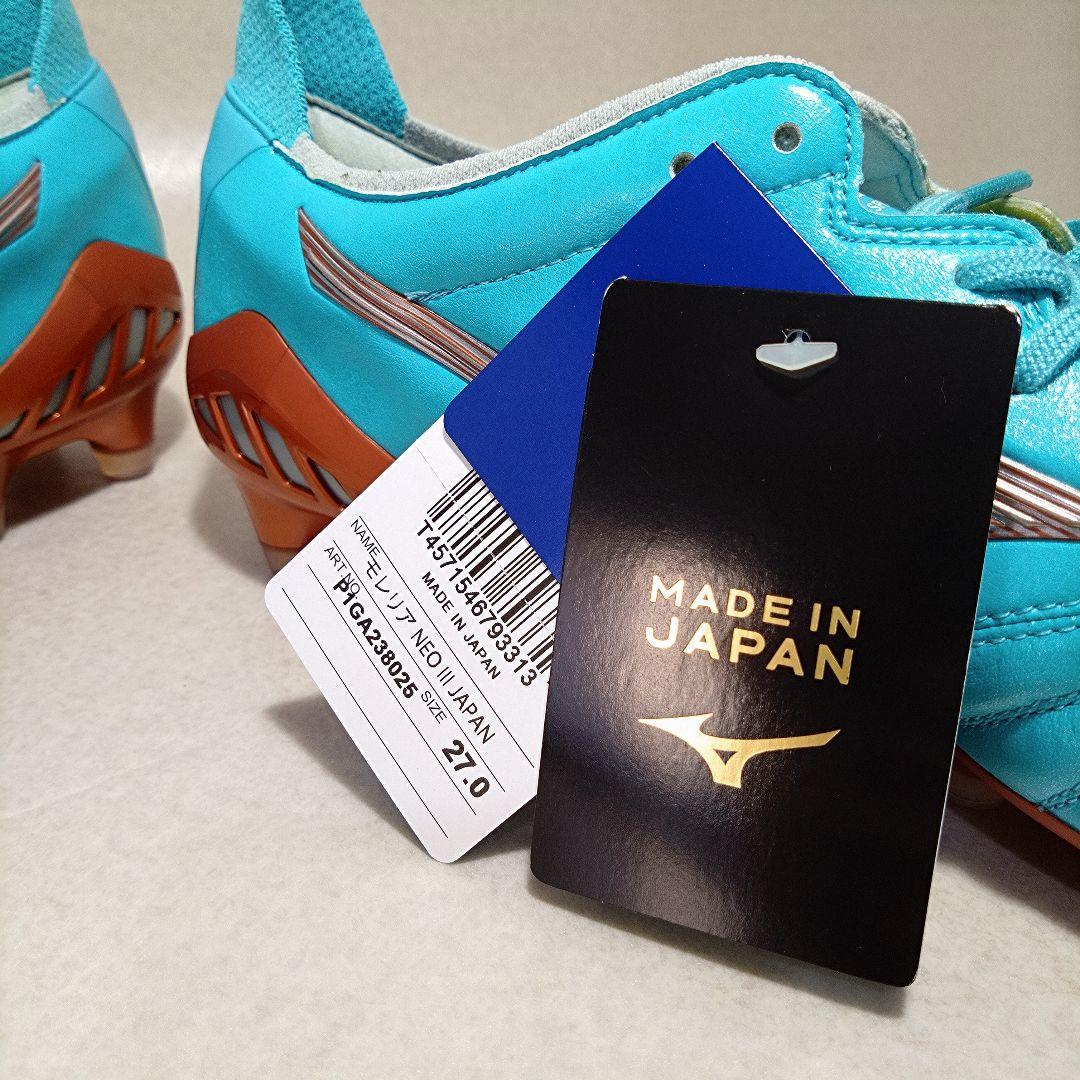 T4571546793313
MADE IN JAPAN
NAME モレリア NEO III JAPAN
ART NO P1GA238025 SIZE 27.0
MADE IN
JAPAN